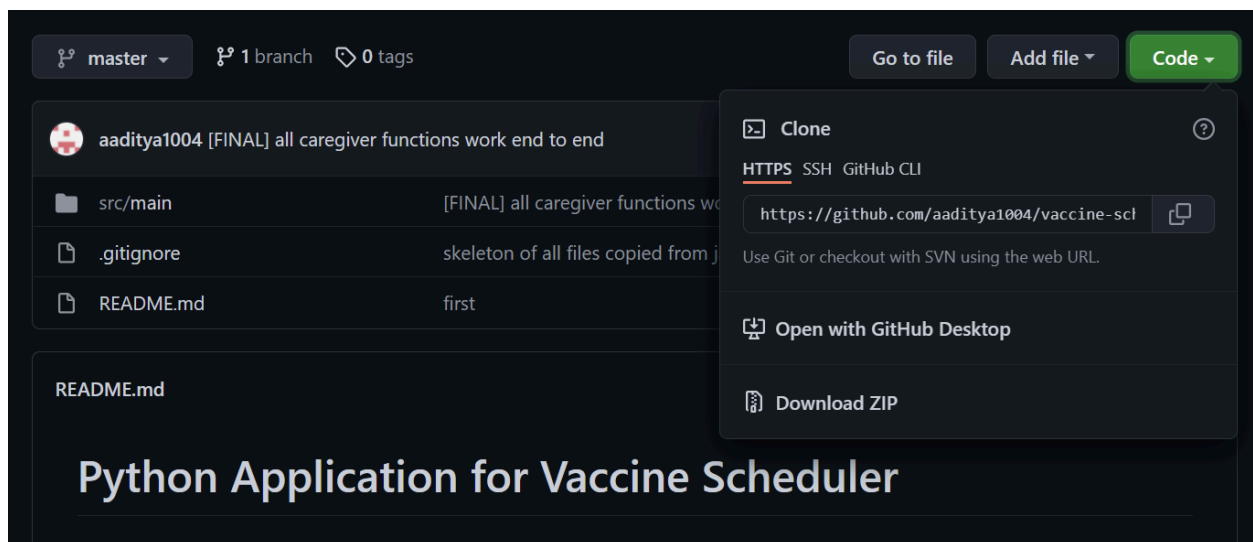 master 1 branch 0 tags Go to file Add file Code
aaditya1004 [FINAL] all caregiver functions work end to end
src/main [FINAL] all caregiver functions
.gitignore skeleton of all files copied from
README.md first
Clone
HTTPS SSH GitHub CLI
https://github.com/aaditya1004/vaccine-sch
Use Git or checkout with SVN using the web URL.
Open with GitHub Desktop
Download ZIP
README.md
Python Application for Vaccine Scheduler